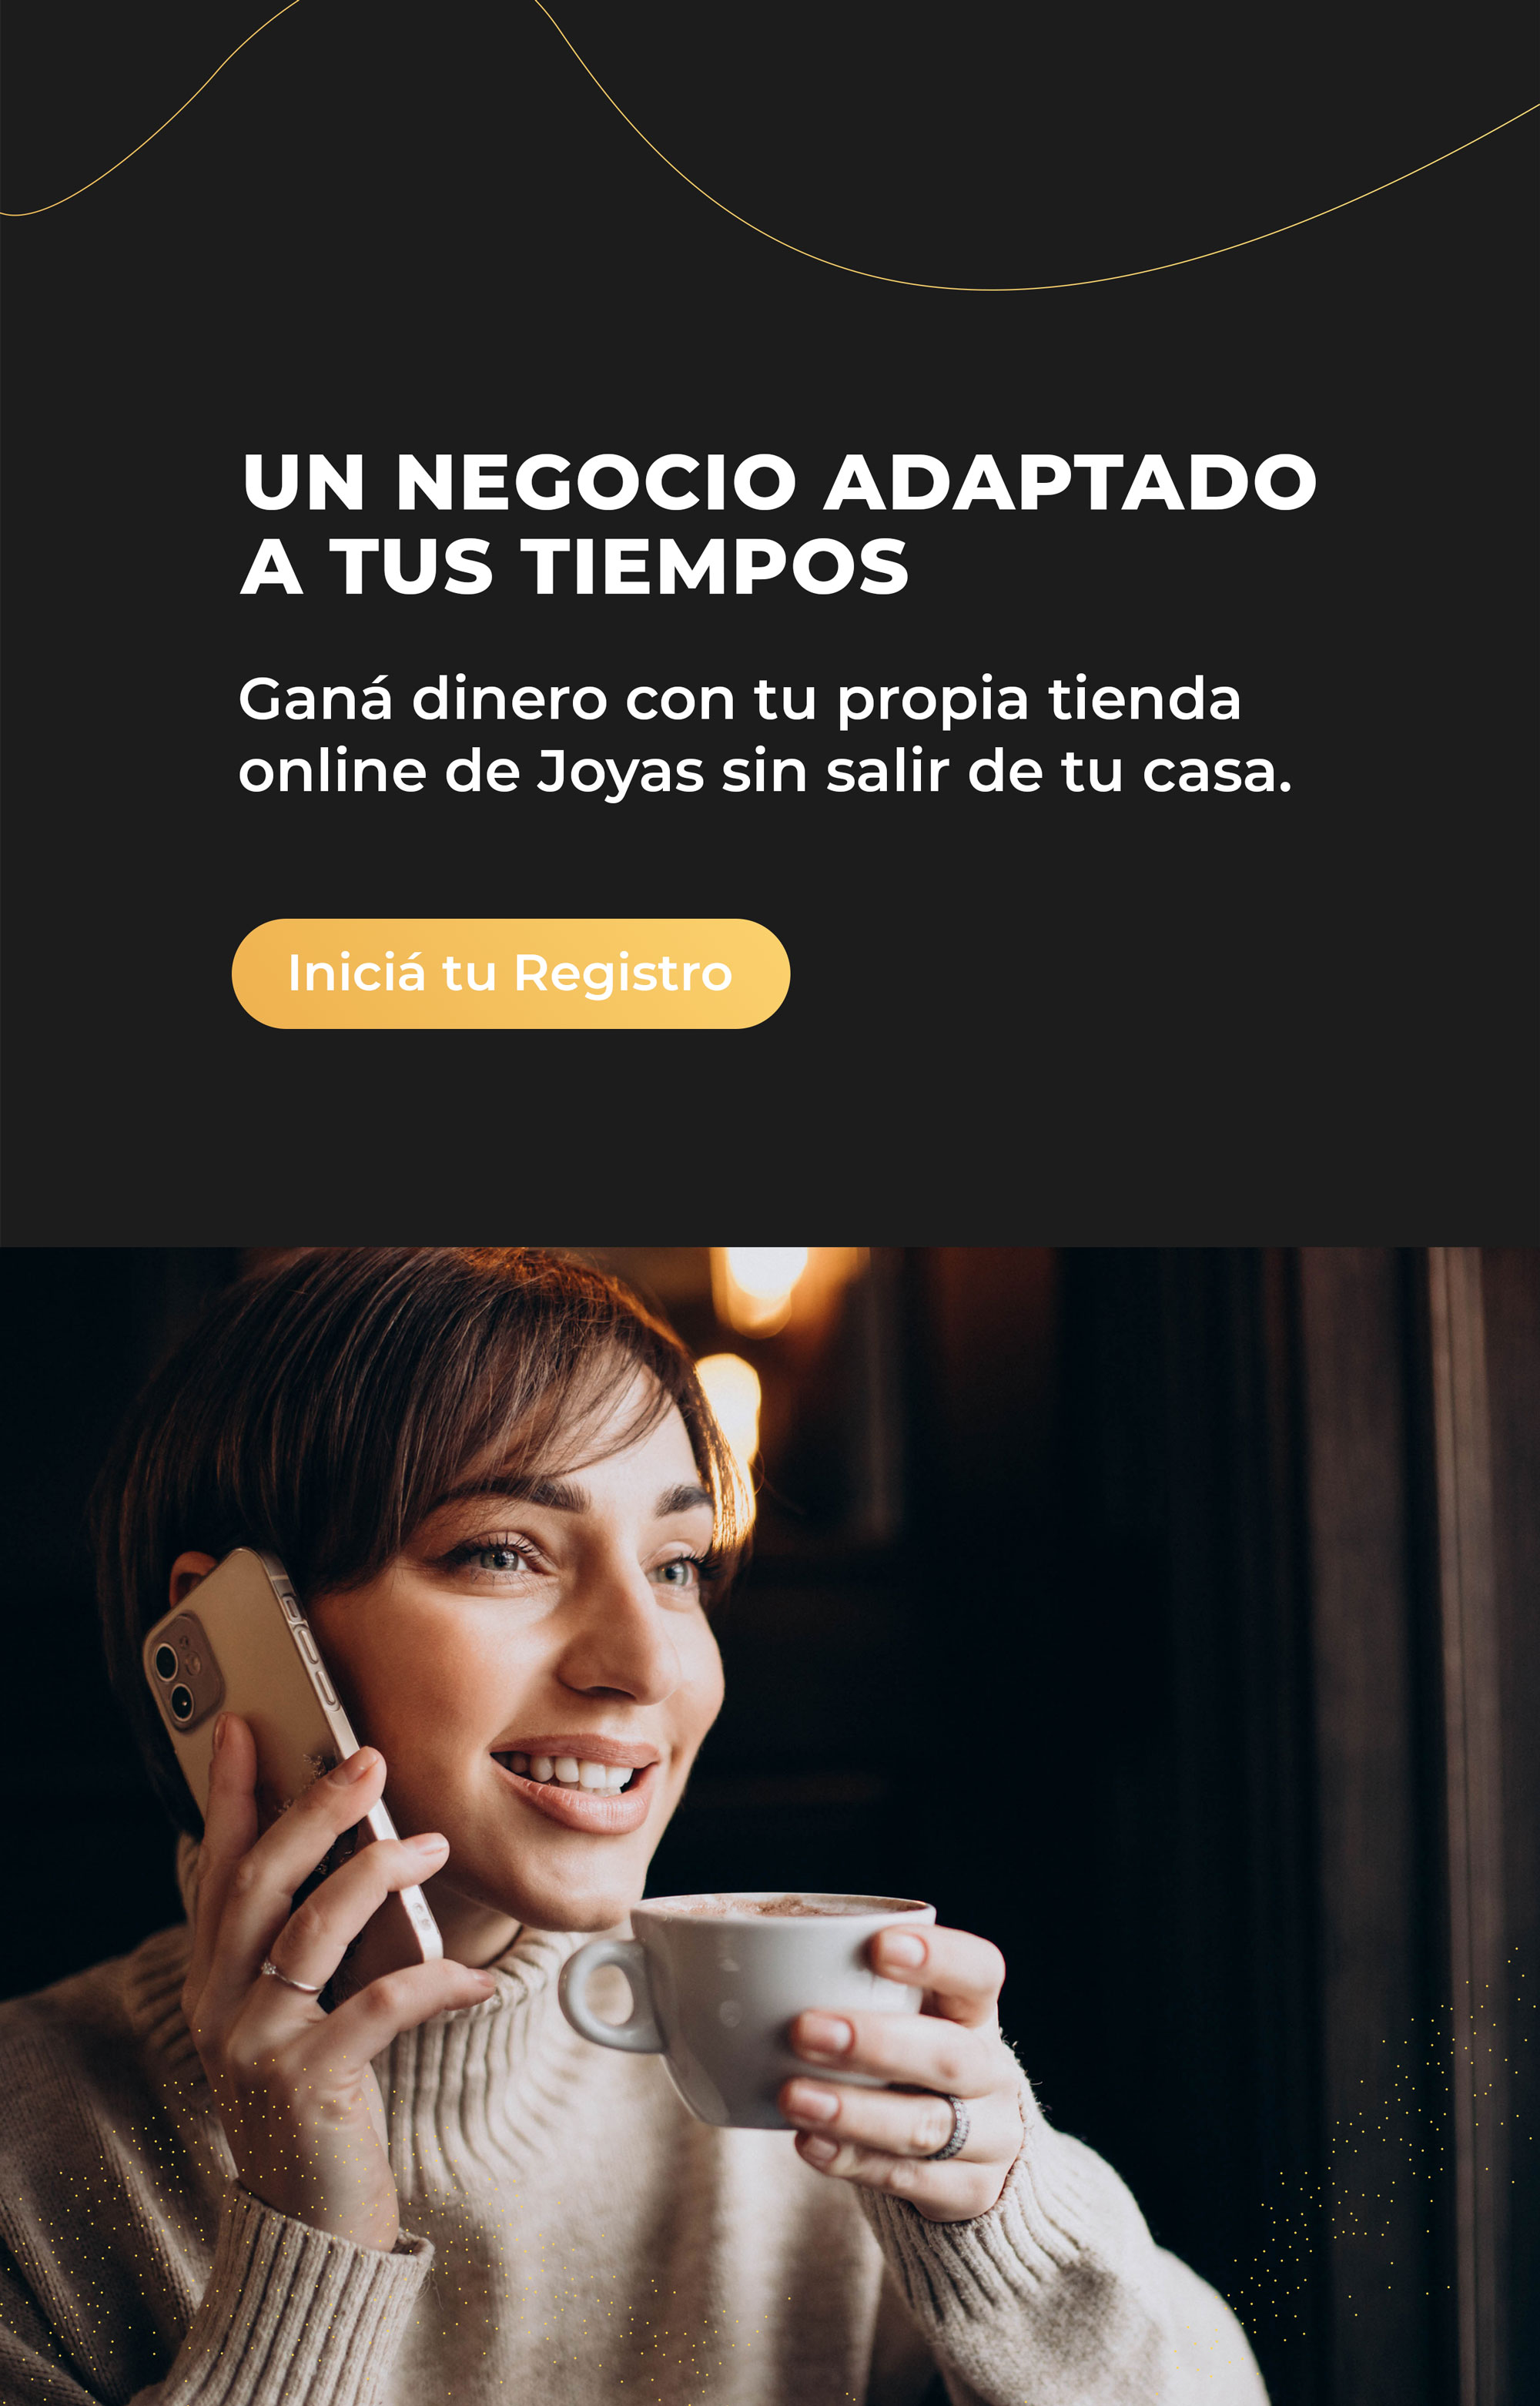 UN NEGOCIO ADAPTADO
A TUS TIEMPOS
Ganá dinero con tu propia tienda
online de Joyas sin salir de tu casa.
Iniciá tu Registro